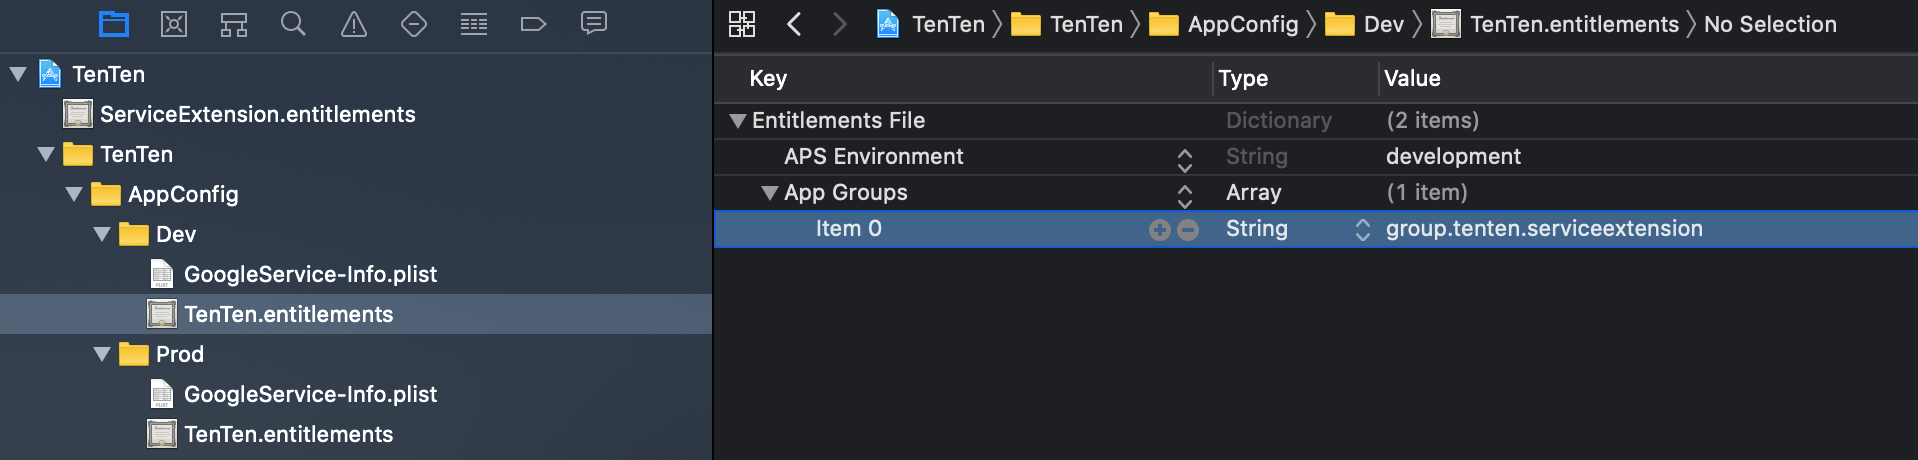 TenTen
ServiceExtension.entitlements
TenTen
AppConfig
Dev
GoogleService-Info.plist
TenTen.entitlements
Prod
GoogleService-Info.plist
TenTen.entitlements
TenTen TenTen AppConfig Dev TenTen.entitlements No Selection
Key Type Value
Entitlements File Dictionary (2 items)
APS Environment String development
App Groups Array (1 item)
Item 0 String group.tenten.serviceextension